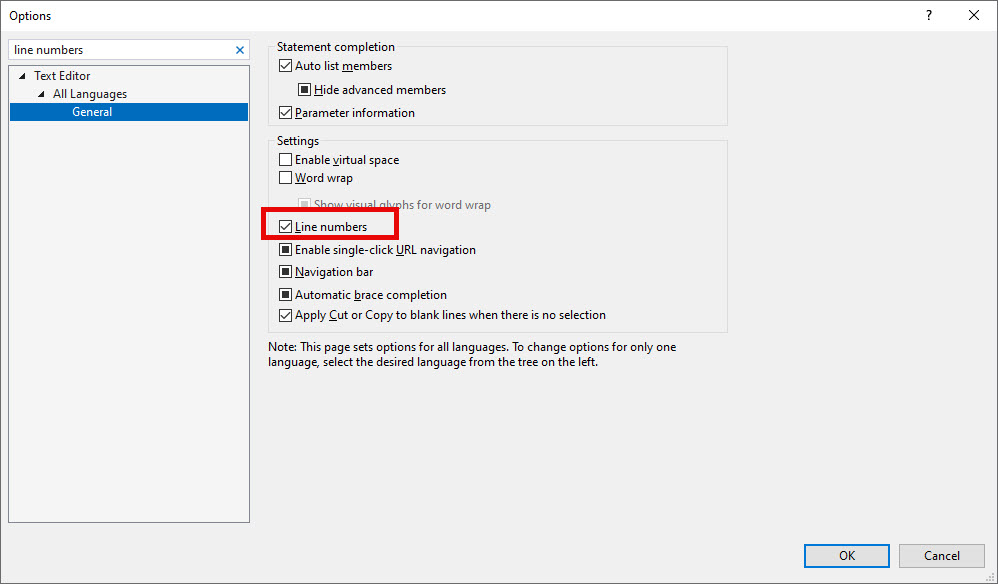 Options
?
line numbers
Text Editor
All Languages
General
Statement completion
Auto list members
Hide advanced members
Parameter information
Settings
Enable virtual space
Word wrap
Show visual glyphs for word wrap
Line numbers
Enable single-click URL navigation
Navigation bar
Automatic brace completion
Apply Cut or Copy to blank lines when there is no selection
Note: This page sets options for all languages. To change options for only one
language, select the desired language from the tree on the left.
OK
Cancel